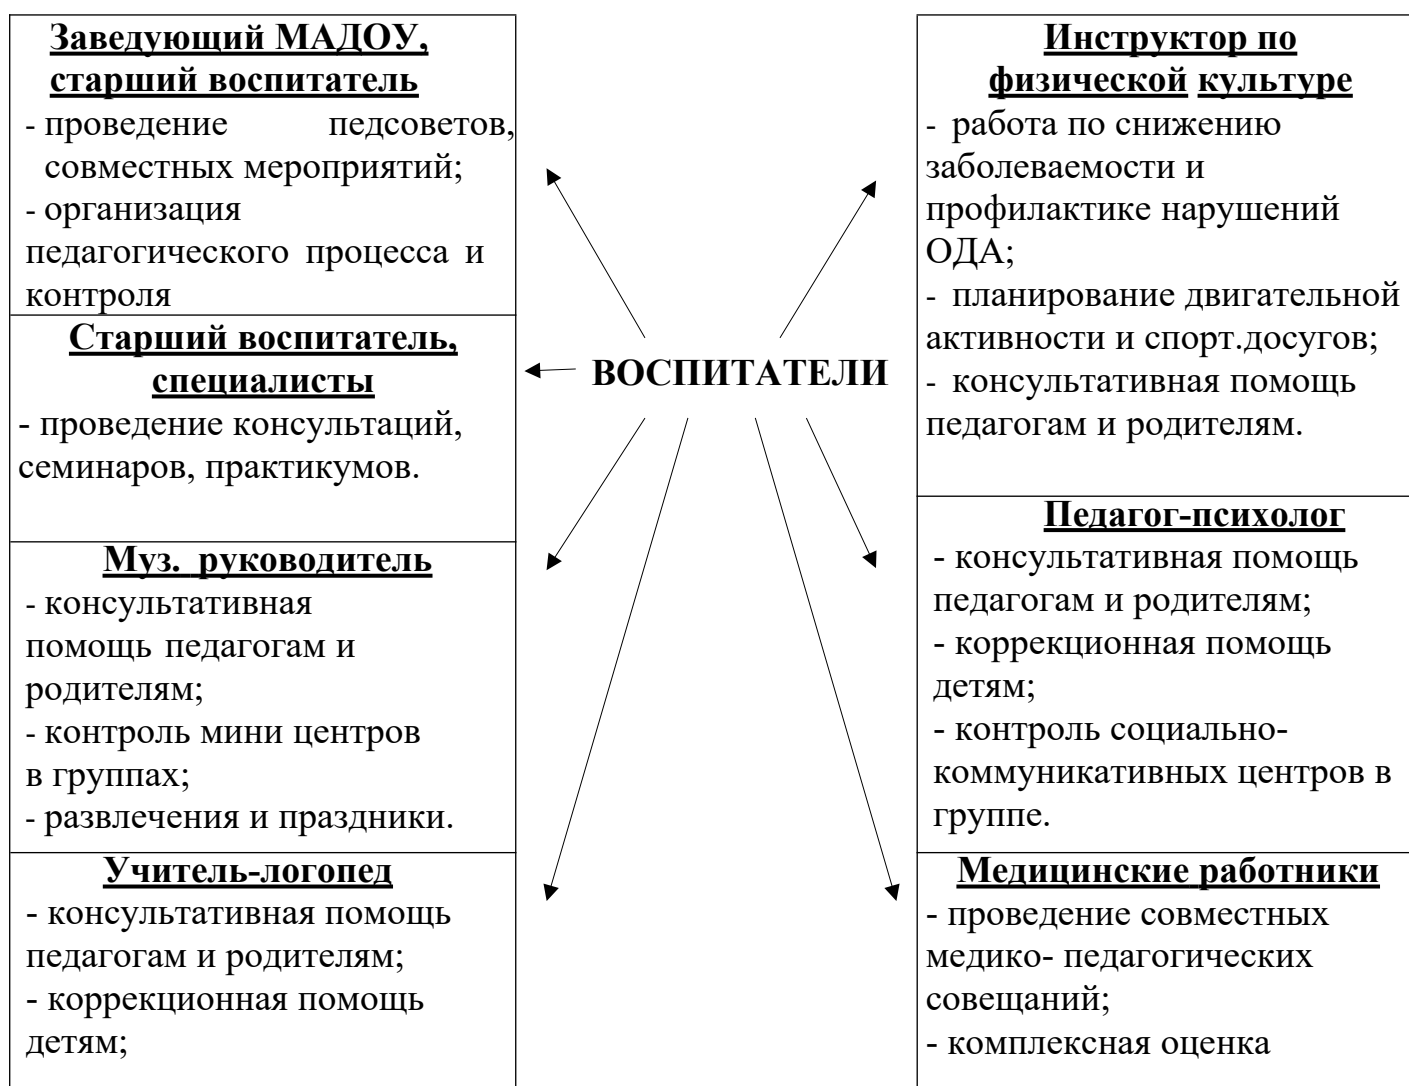 Заведующий МАДОУ,
старший воспитатель
- проведение педсоветов,
совместных мероприятий;
- организация
педагогического процесса и
контроля
Старший воспитатель,
специалисты
- проведение консультаций,
семинаров, практикумов.
Муз. руководитель
- консультативная
помощь педагогам и
родителям;
- контроль мини центров
в группах;
- развлечения и праздники.
Учитель-логопед
- консультативная помощь
педагогам и родителям;
- коррекционная помощь
детям;
ВОСПИТАТЕЛИ
Инструктор по
физической культуре
- работа по снижению
заболеваемости и
профилактике нарушений
ОДА;
- планирование двигательной
активности и спорт.досугов;
- консультативная помощь
педагогам и родителям.
Педагог-психолог
- консультативная помощь
педагогам и родителям;
- коррекционная помощь
детям;
- контроль социально-
коммуникативных центров в
группе.
Медицинские работники
- проведение совместных
медико- педагогических
совещаний;
- комплексная оценка